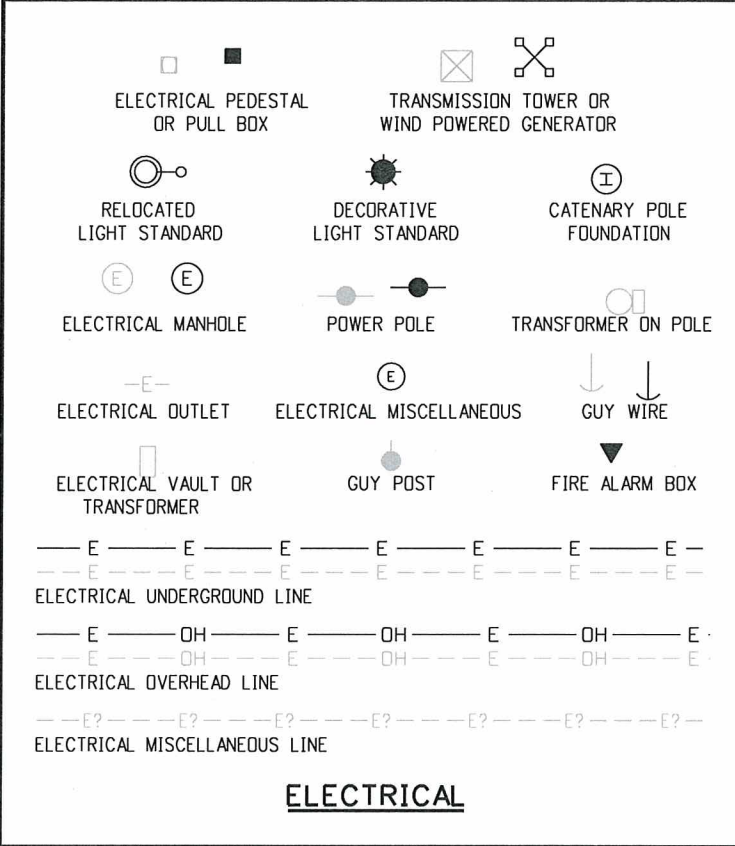 ELECTRICAL PEDESTAL
OR PULL BOX
TRANSMISSION TOWER OR
WIND POWERED GENERATOR
RELOCATED
LIGHT STANDARD
DECORATIVE
LIGHT STANDARD
I
CATENARY POLE
FOUNDATION
E E
ELECTRICAL MANHOLE
POWER POLE
TRANSFORMER ON POLE
E
ELECTRICAL OUTLET
E
ELECTRICAL MISCELLANEOUS
GUY WIRE
ELECTRICAL VAULT OR
TRANSFORMER
GUY POST
FIRE ALARM BOX
E E E E E E E
E E E E E E E
ELECTRICAL UNDERGROUND LINE
E OH E OH E OH E
E OH E OH E OH E
ELECTRICAL OVERHEAD LINE
E? E? E? E? E? E? E?
ELECTRICAL MISCELLANEOUS LINE
ELECTRICAL